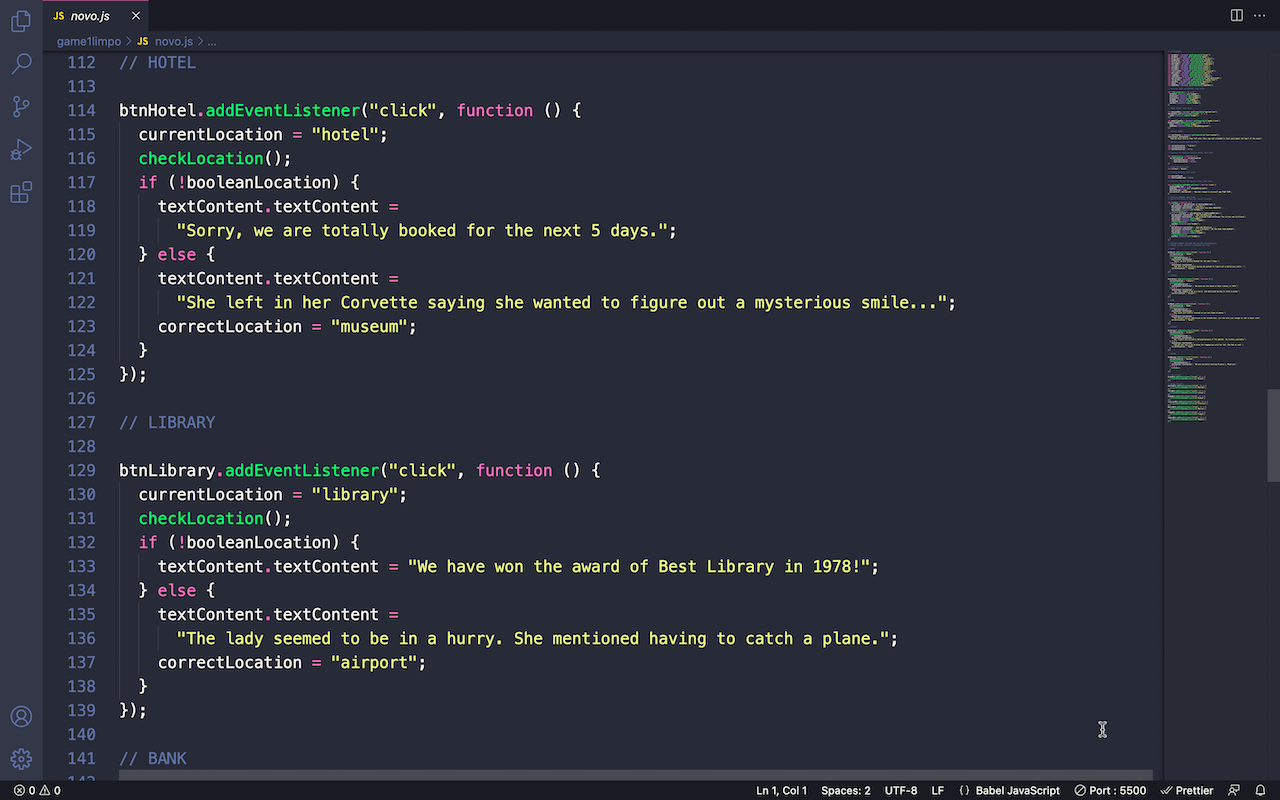 JS novo.js
game1limpo > JS novo.js > ...
112 // HOTEL
113
114 btnHotel.addEventListener("click", function () {
115 currentLocation = "hotel";
116 checkLocation();
117 if (!booleanLocation) {
118 textContent.textContent =
119 "Sorry, we are totally booked for the next 5 days.";
120 } else {
121 textContent.textContent =
122 "She left in her Corvette saying she wanted to figure out a mysterious smile...";
123 correctLocation = "museum";
124 }
125 });
126
127 // LIBRARY
128
129 btnLibrary.addEventListener("click", function () {
130 currentLocation = "library";
131 checkLocation();
132 if (!booleanLocation) {
133 textContent.textContent = "We have won the award of Best Library in 1978!";
134 } else {
135 textContent.textContent =
136 "The lady seemed to be in a hurry. She mentioned having to catch a plane.";
137 correctLocation = "airport";
138 }
139 });
140
141 // BANK
0 0 Ln 1, Col 1 Spaces: 2 UTF-8 LF {} Babel JavaScript Port : 5500 Prettier